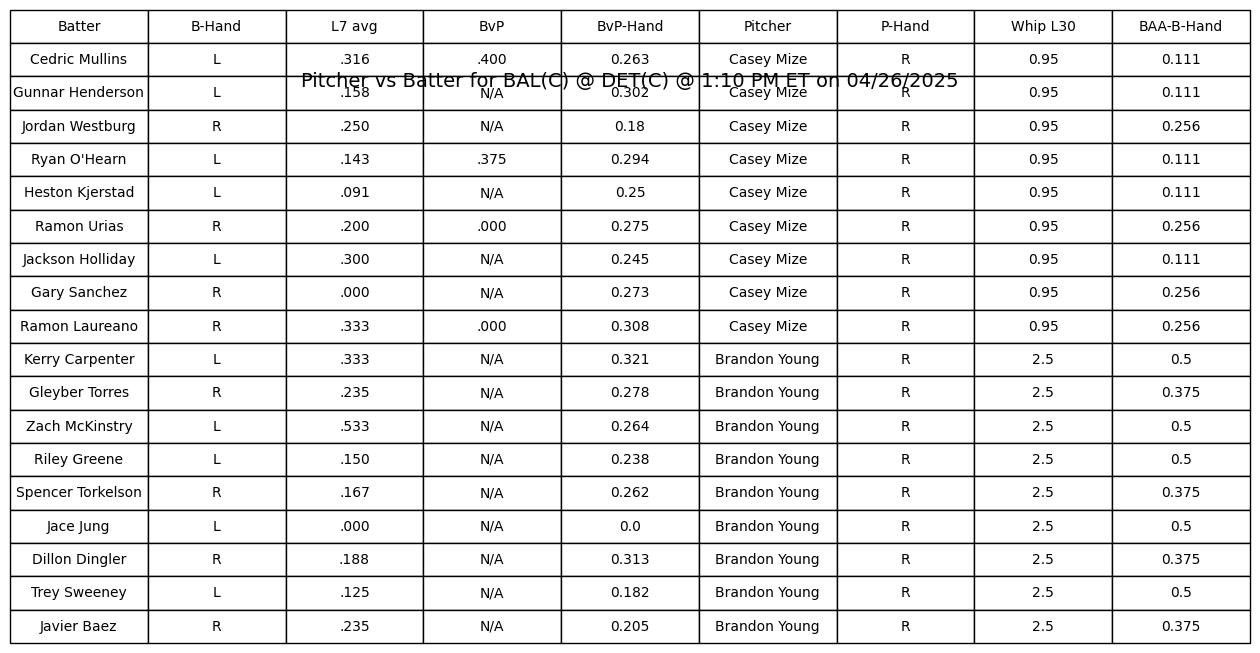 Batter B-Hand L7 avg BvP BvP-Hand Pitcher P-Hand Whip L30 BAA-B-Hand
Cedric Mullins L .316 .400 0.263 Casey Mize R 0.95 0.111
Pitcher vs Batter for BAL(C) @ DET(C) @ 1:10 PM ET on 04/26/2025
Gunnar Henderson L .158 N/A 0.302 Casey Mize R 0.95 0.111
Jordan Westburg R .250 N/A 0.18 Casey Mize R 0.95 0.256
Ryan O'Hearn L .143 .375 0.294 Casey Mize R 0.95 0.111
Heston Kjerstad L .091 N/A 0.25 Casey Mize R 0.95 0.111
Ramon Urias R .200 .000 0.275 Casey Mize R 0.95 0.256
Jackson Holliday L .300 N/A 0.245 Casey Mize R 0.95 0.111
Gary Sanchez R .000 N/A 0.273 Casey Mize R 0.95 0.256
Ramon Laureano R .333 .000 0.308 Casey Mize R 0.95 0.256
Kerry Carpenter L .333 N/A 0.321 Brandon Young R 2.5 0.5
Gleyber Torres R .235 N/A 0.278 Brandon Young R 2.5 0.375
Zach McKinstry L .533 N/A 0.264 Brandon Young R 2.5 0.5
Riley Greene L .150 N/A 0.238 Brandon Young R 2.5 0.5
Spencer Torkelson R .167 N/A 0.262 Brandon Young R 2.5 0.375
Jace Jung L .000 N/A 0.0 Brandon Young R 2.5 0.5
Dillon Dingler R .188 N/A 0.313 Brandon Young R 2.5 0.375
Trey Sweeney L .125 N/A 0.182 Brandon Young R 2.5 0.5
Javier Baez R .235 N/A 0.205 Brandon Young R 2.5 0.375